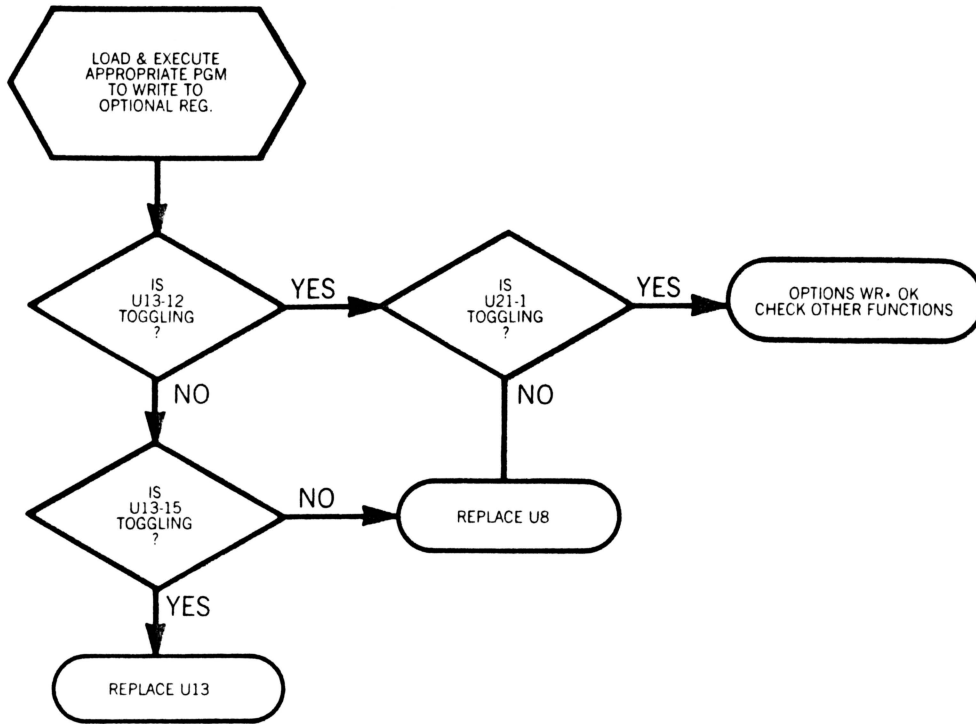 LOAD & EXECUTE
APPROPRIATE PGM
TO WRITE TO
OPTIONAL REG.
IS
U13-12
TOGGLING
?
YES
IS
U21-1
TOGGLING
?
YES
OPTIONS WR• OK
CHECK OTHER FUNCTIONS
NO
NO
IS
U13-15
TOGGLING
?
NO
REPLACE U8
YES
REPLACE U13